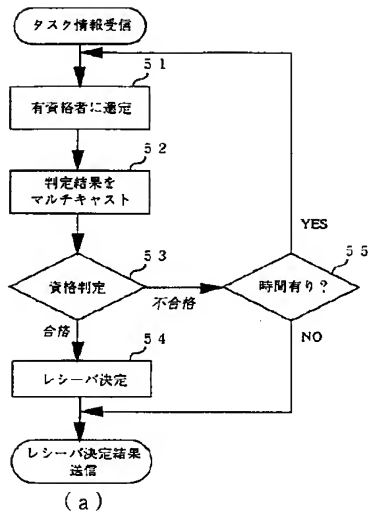 タスク情報受信
51
有資格者に選定
52
判定結果を
マルチキャスト
53
資格判定
不合格
合格
YES
55
時間有り?
NO
54
レシーバ決定
レシーバ決定結果
送信
(a)